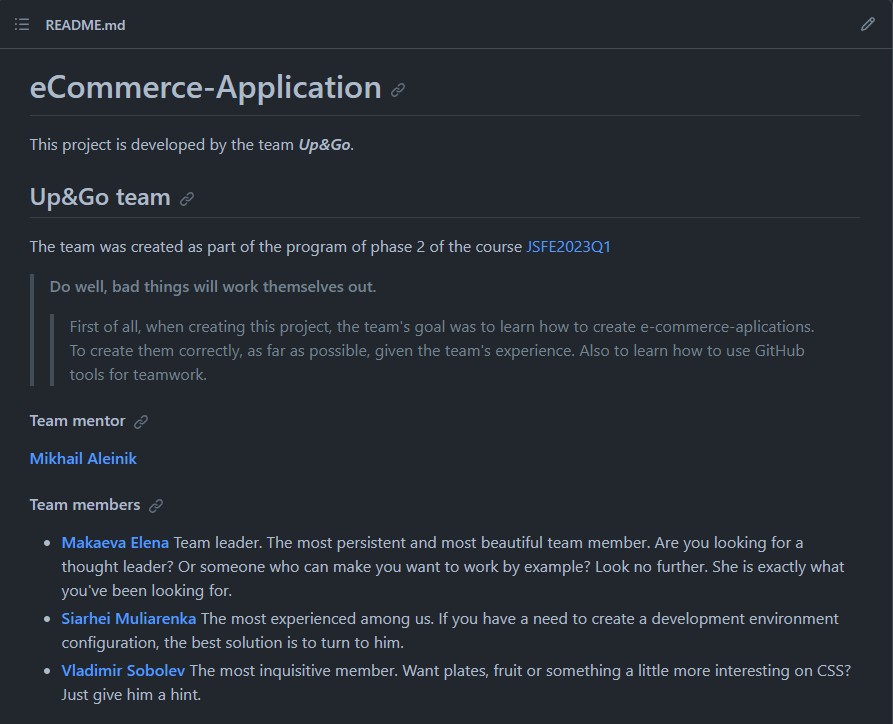 README.md
eCommerce-Application
This project is developed by the team Up&Go.
Up&Go team
The team was created as part of the program of phase 2 of the course JSFE2023Q1
Do well, bad things will work themselves out.
First of all, when creating this project, the team's goal was to learn how to create e-commerce-aplications.
To create them correctly, as far as possible, given the team's experience. Also to learn how to use GitHub
tools for teamwork.
Team mentor
Mikhail Aleinik
Team members
• Makaeva Elena Team leader. The most persistent and most beautiful team member. Are you looking for a
thought leader? Or someone who can make you want to work by example? Look no further. She is exactly what
you've been looking for.
• Siarhei Muliarenka The most experienced among us. If you have a need to create a development environment
configuration, the best solution is to turn to him.
• Vladimir Sobolev The most inquisitive member. Want plates, fruit or something a little more interesting on CSS?
Just give him a hint.